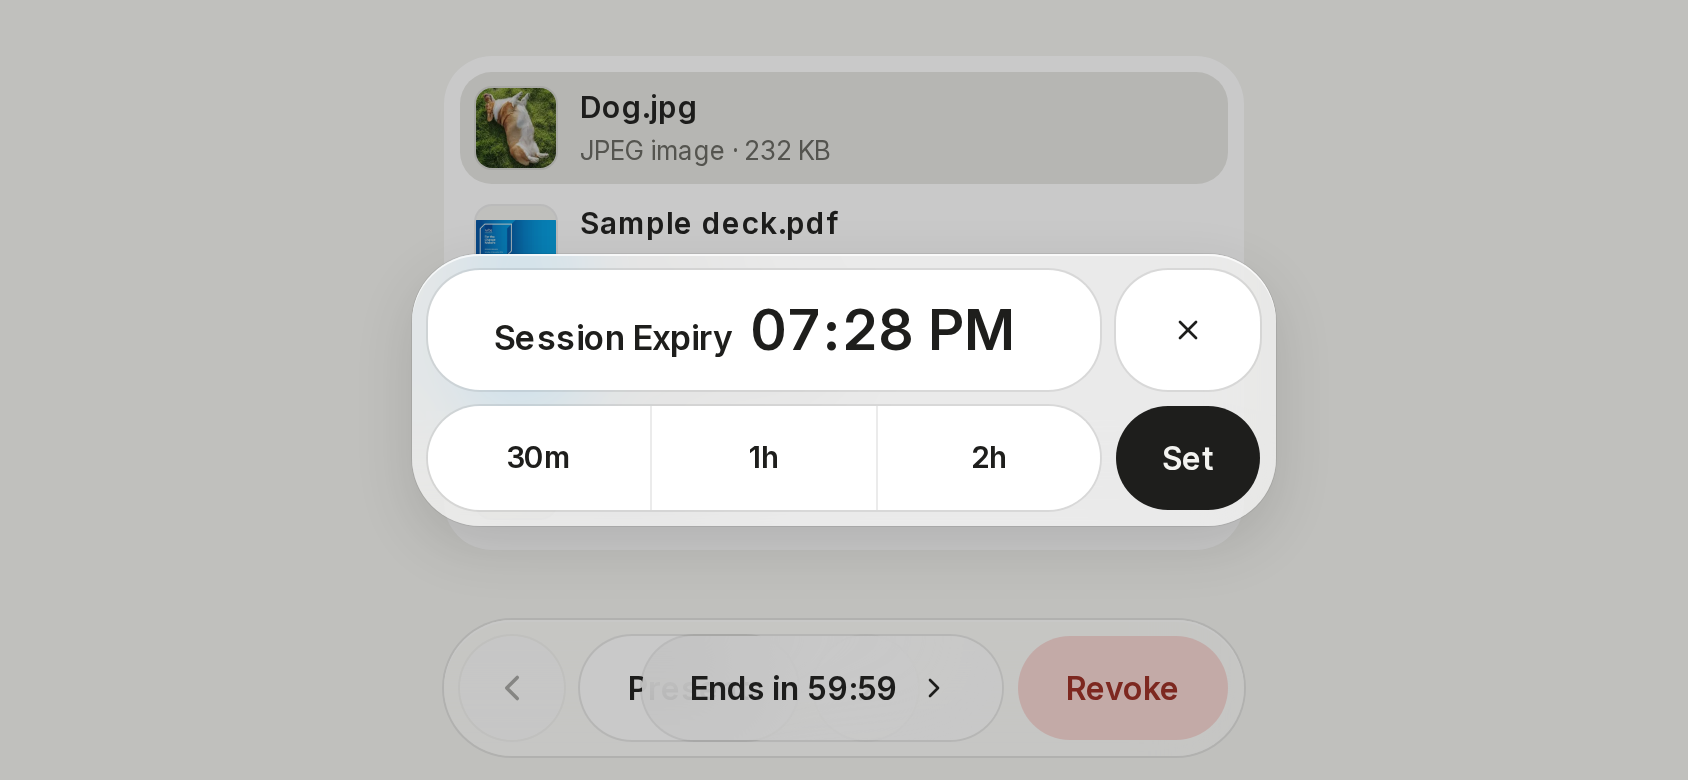 Dog.jpg
JPEG image · 232 KB
Sample deck.pdf
Session Expiry 07:28 PM
30m 1h 2h Set
Ends in 59:59 Revoke